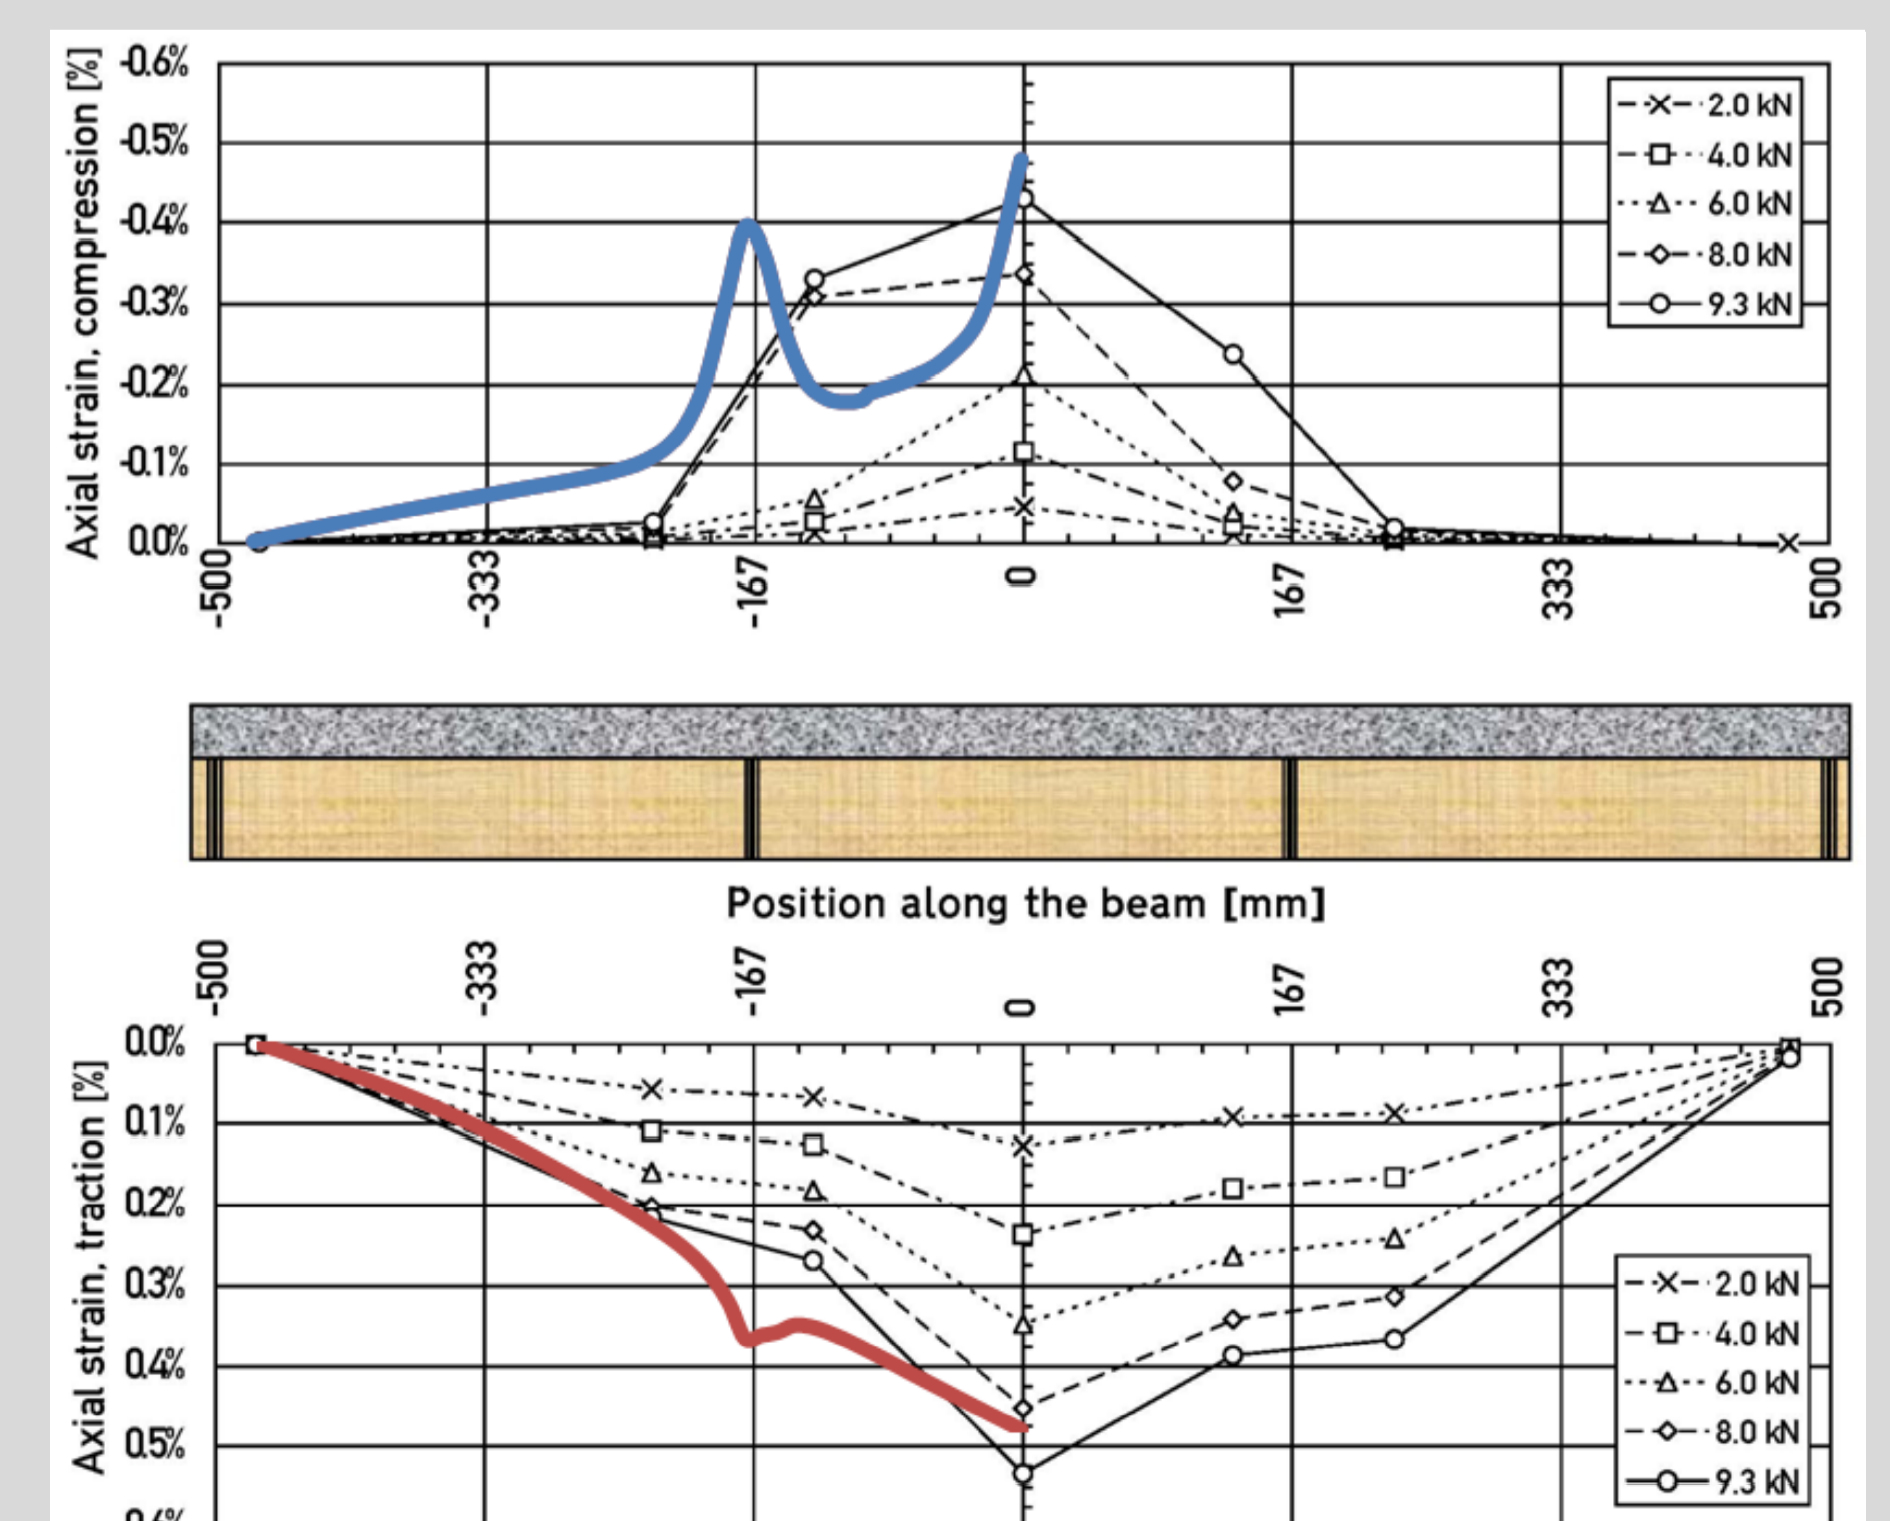 Axial strain, compression [%]
-0.6%
-0.5%
-0.4%
-0.3%
-0.2%
-0.1%
0.0%
2.0 kN
4.0 kN
6.0 kN
8.0 kN
9.3 kN
-500
-333
-167
0
167
333
500
Position along the beam [mm]
-500
-333
-167
0
167
333
500
Axial strain, traction [%]
0.0%
0.1%
0.2%
0.3%
0.4%
0.5%
2.0 kN
4.0 kN
6.0 kN
8.0 kN
9.3 kN